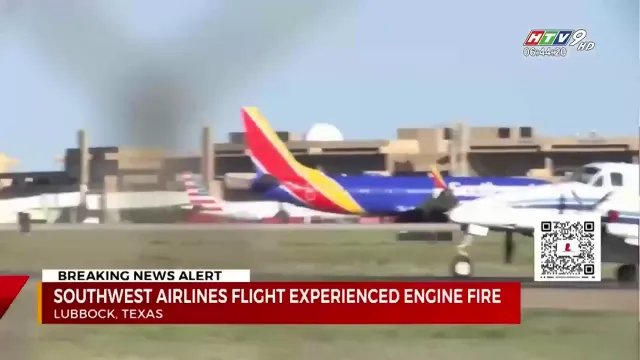 HTV9 HD
06:44:20
BREAKING NEWS ALERT
SOUTHWEST AIRLINES FLIGHT EXPERIENCED ENGINE FIRE
LUBBOCK, TEXAS